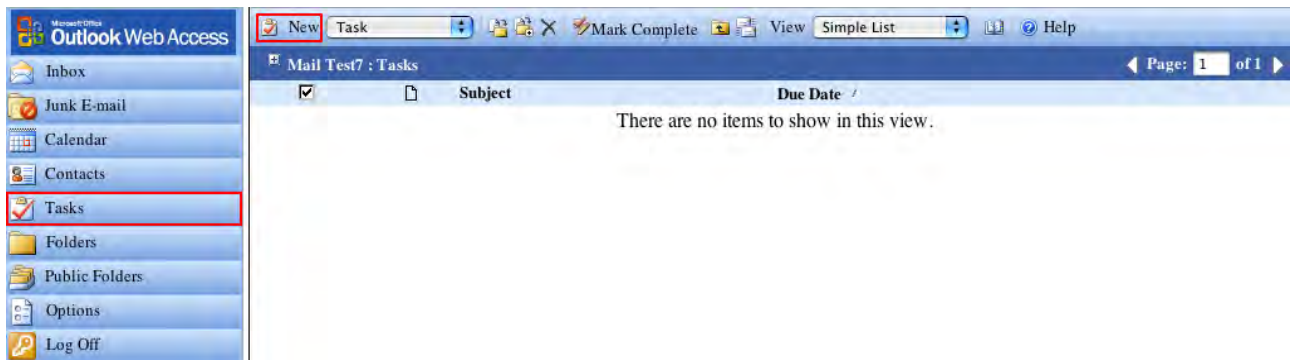 Microsoft Office
Outlook Web Access
Inbox
Junk E-mail
Calendar
Contacts
Tasks
Folders
Public Folders
Options
Log Off
New Task Mark Complete View Simple List Help
Mail Test7 : Tasks Page: 1 of 1
Subject Due Date
There are no items to show in this view.